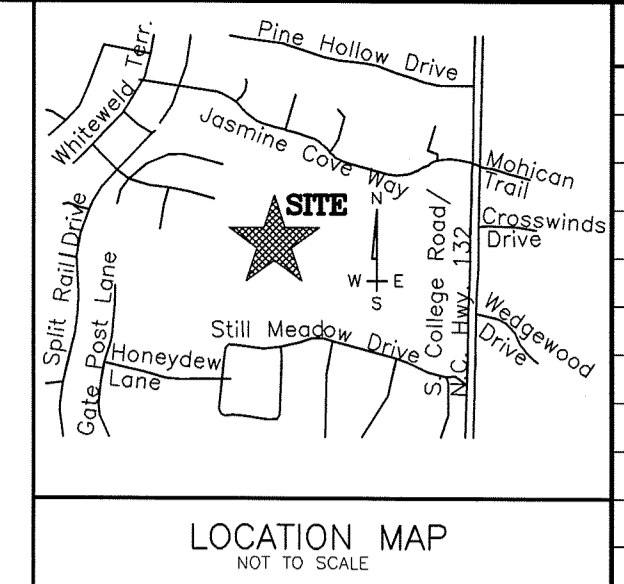 Pine Hollow Drive
Whiteweld Terr.
Jasmine Cove Way
Mohican
Trail
SITE
N
W E
S
Crosswinds
Drive
S. College Road/
N.C. Hwy. 132
Wedgewood
Drive
Split Rail Drive
Gate Post Lane
Honeydew
Lane
Still Meadow Drive
LOCATION MAP
NOT TO SCALE